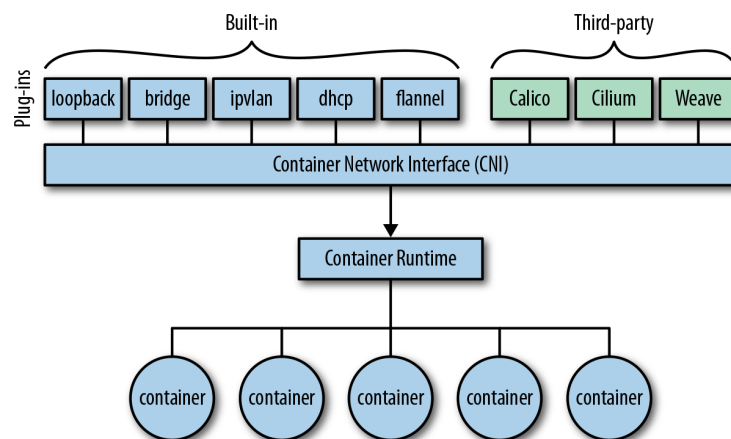 Built-in
Third-party
Plug-ins
loopback
bridge
ipvlan
dhcp
flannel
Calico
Cilium
Weave
Container Network Interface (CNI)
Container Runtime
container
container
container
container
container